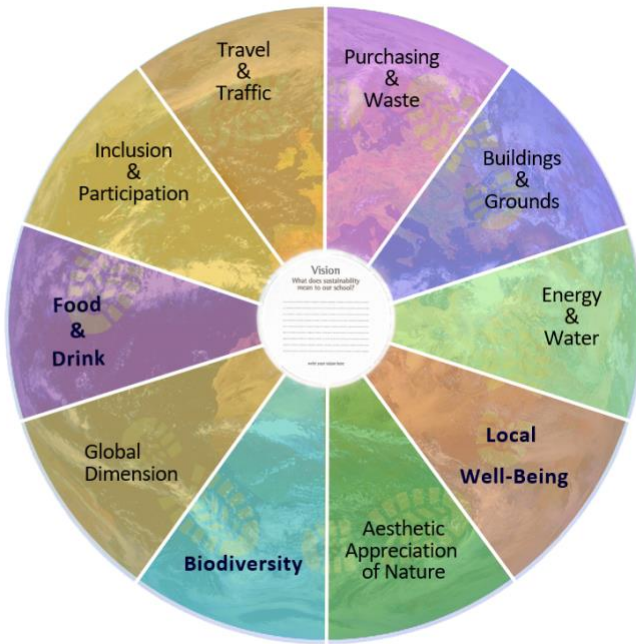 Travel
&
Traffic
Purchasing
&
Waste
Buildings
&
Grounds
Energy
&
Water
Local
Well-Being
Aesthetic
Appreciation
of Nature
Biodiversity
Global
Dimension
Food
&
Drink
Inclusion
&
Participation
Vision
What does sustainability
mean to our school?